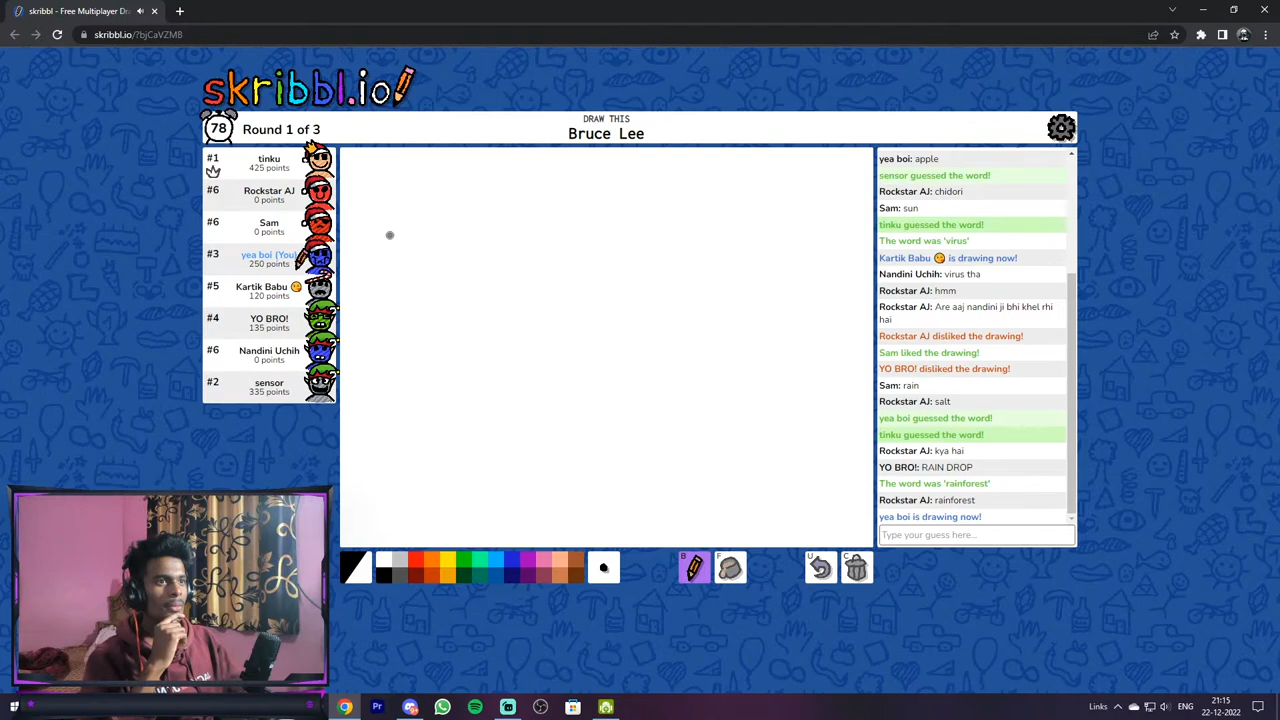 skribbl - Free Multiplayer Dr
skribbl.io/?bjCaVZMB
skribbl.io
78
Round 1 of 3
DRAW THIS
Bruce Lee
#1
tinku
425 points
#6
Rockstar AJ
0 points
#6
Sam
0 points
#3
yea boi (You)
250 points
#5
Kartik Babu 😋
120 points
#4
YO BRO!
135 points
#6
Nandini Uchih
0 points
#2
sensor
335 points
yea boi: apple
sensor guessed the word!
Rockstar AJ: chidori
Sam: sun
tinku guessed the word!
The word was 'virus'
Kartik Babu 😋 is drawing now!
Nandini Uchih: virus tha
Rockstar AJ: hmm
Rockstar AJ: Are aaj nandini ji bhi khel rhi
hai
Rockstar AJ disliked the drawing!
Sam liked the drawing!
YO BRO! disliked the drawing!
Sam: rain
Rockstar AJ: salt
yea boi guessed the word!
tinku guessed the word!
Rockstar AJ: kya hai
YO BRO!: RAIN DROP
The word was 'rainforest'
Rockstar AJ: rainforest
yea boi is drawing now!
Type your guess here...
B
F
U
C
Pr
Links
ENG
21:15
22-12-2022